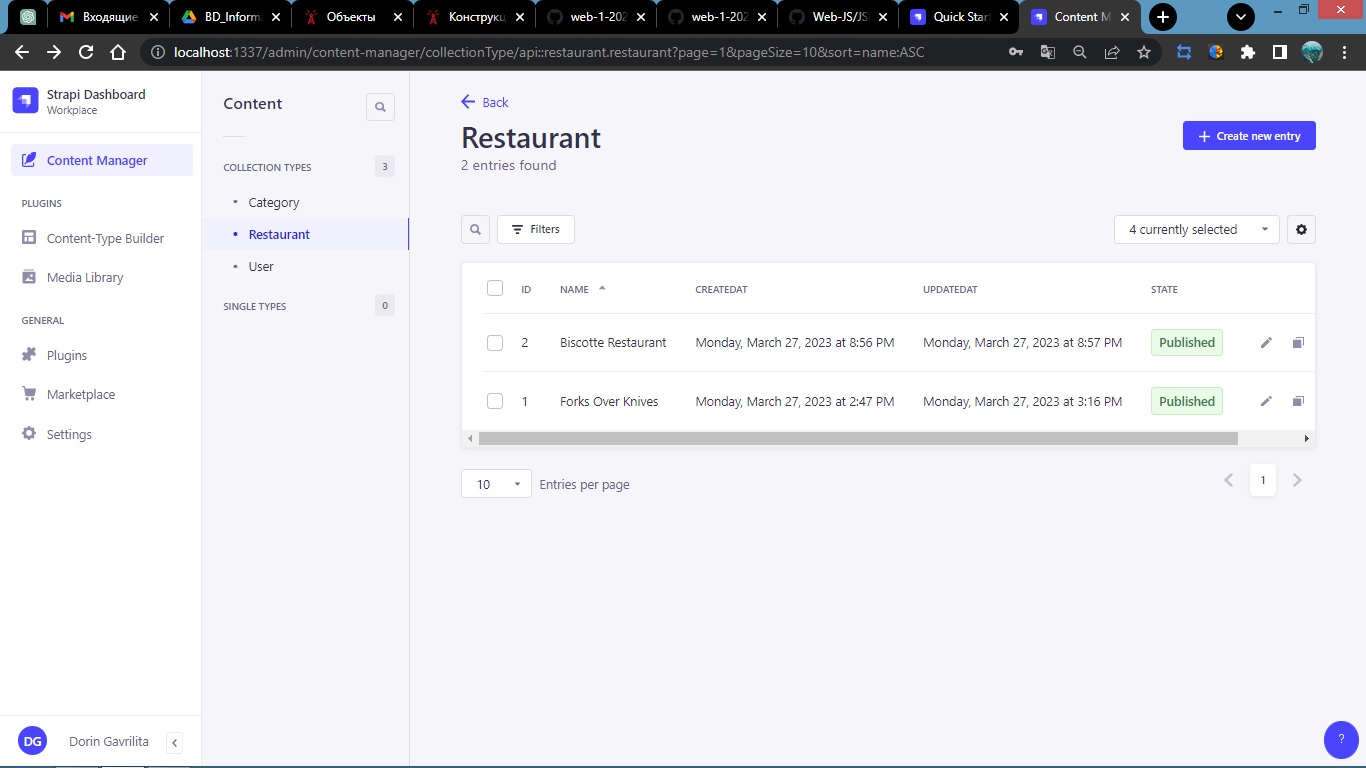 Входящие
BD_Informa
Объекты
Конструкц
web-1-202
web-1-202
Web-JS/JS
Quick Start
Content M
localhost:1337/admin/content-manager/collectionType/api::restaurant.restaurant?page=1&pageSize=10&sort=name:ASC
Strapi Dashboard
Workplace
Content Manager
PLUGINS
Content-Type Builder
Media Library
GENERAL
Plugins
Marketplace
Settings
DG Dorin Gavrilita
Content
COLLECTION TYPES 3
Category
Restaurant
User
SINGLE TYPES 0
Back
Restaurant
2 entries found
Create new entry
Filters
4 currently selected
ID NAME CREATEDAT UPDATEDAT STATE
2 Biscotte Restaurant Monday, March 27, 2023 at 8:56 PM Monday, March 27, 2023 at 8:57 PM Published
1 Forks Over Knives Monday, March 27, 2023 at 2:47 PM Monday, March 27, 2023 at 3:16 PM Published
10 Entries per page
1
?